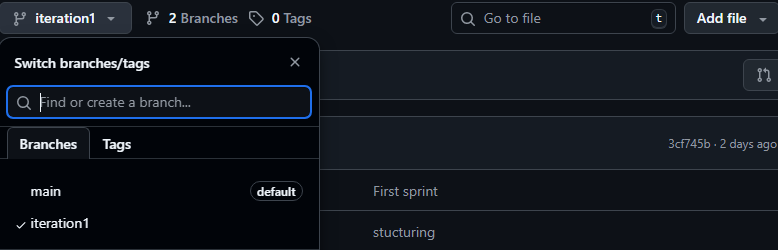 iteration1 2 Branches 0 Tags Go to file t Add file
Switch branches/tags
Find or create a branch...
Branches Tags
3cf745b · 2 days ago
main default First sprint
iteration1 stucturing